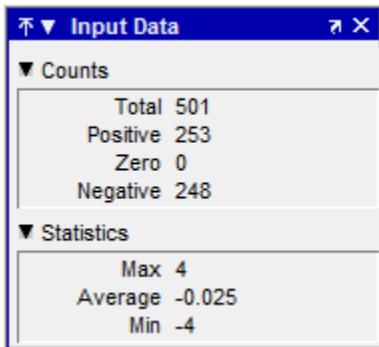 Input Data
Counts
Total 501
Positive 253
Zero 0
Negative 248
Statistics
Max 4
Average -0.025
Min -4